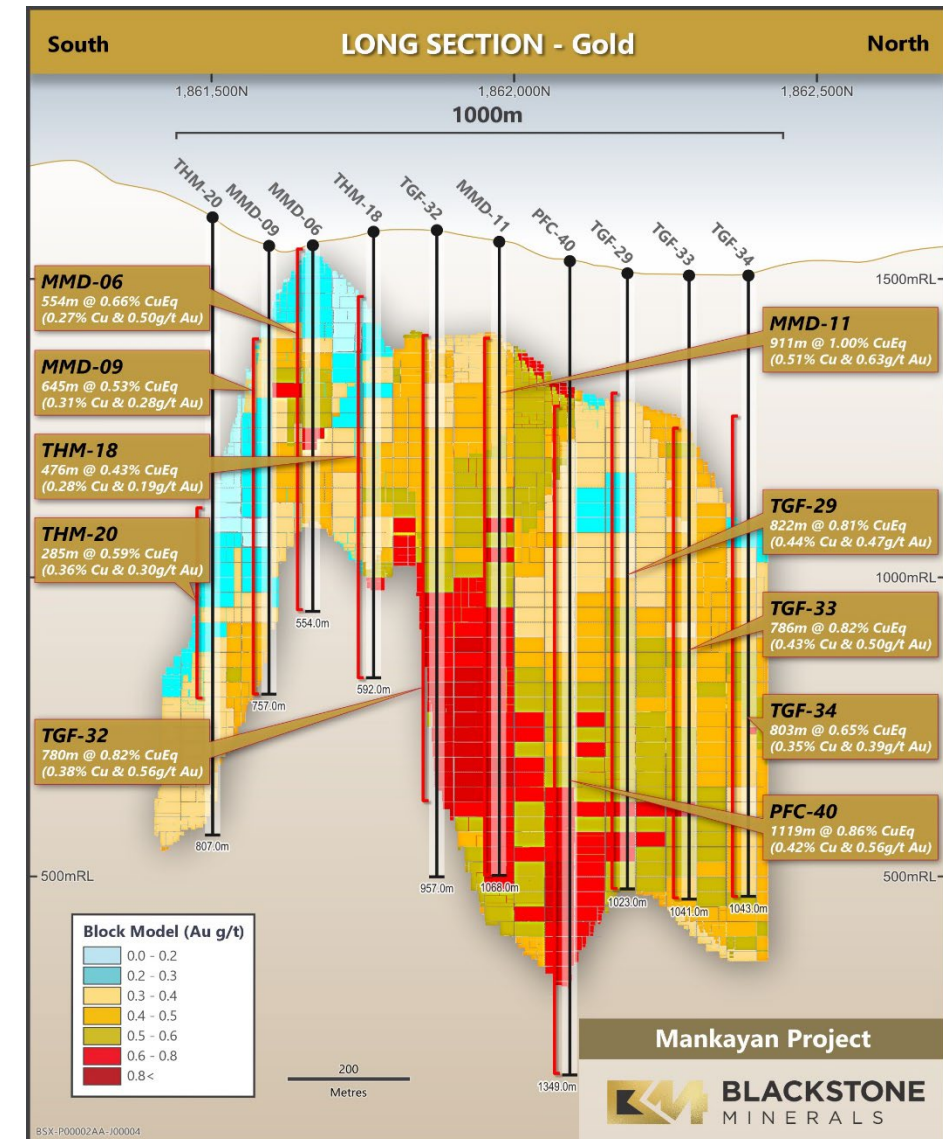 South
LONG SECTION - Gold
North
1,861,500N
1,862,000N
1,862,500N
1000m
THM-20
MMD-09
MMD-06
THM-18
TGF-32
MMD-11
PFC-40
TGF-29
TGF-33
TGF-34
1500mRL
MMD-06
554m @ 0.66% CuEq
(0.27% Cu & 0.50g/t Au)
MMD-11
911m @ 1.00% CuEq
(0.51% Cu & 0.63g/t Au)
MMD-09
645m @ 0.53% CuEq
(0.31% Cu & 0.28g/t Au)
THM-18
476m @ 0.43% CuEq
(0.28% Cu & 0.19g/t Au)
TGF-29
822m @ 0.81% CuEq
(0.44% Cu & 0.47g/t Au)
THM-20
285m @ 0.59% CuEq
(0.36% Cu & 0.30g/t Au)
1000mRL
TGF-33
786m @ 0.82% CuEq
(0.43% Cu & 0.50g/t Au)
554.0m
592.0m
757.0m
TGF-34
803m @ 0.65% CuEq
(0.35% Cu & 0.39g/t Au)
TGF-32
780m @ 0.82% CuEq
(0.38% Cu & 0.56g/t Au)
PFC-40
1119m @ 0.86% CuEq
(0.42% Cu & 0.56g/t Au)
807.0m
500mRL
957.0m
1068.0m
1023.0m
1041.0m
1043.0m
500mRL
Block Model (Au g/t)
0.0 - 0.2
0.2 - 0.3
0.3 - 0.4
0.4 - 0.5
0.5 - 0.6
0.6 - 0.8
0.8<
200
Metres
1349.0m
Mankayan Project
BLACKSTONE
MINERALS
BSX-P00002AA-J00004